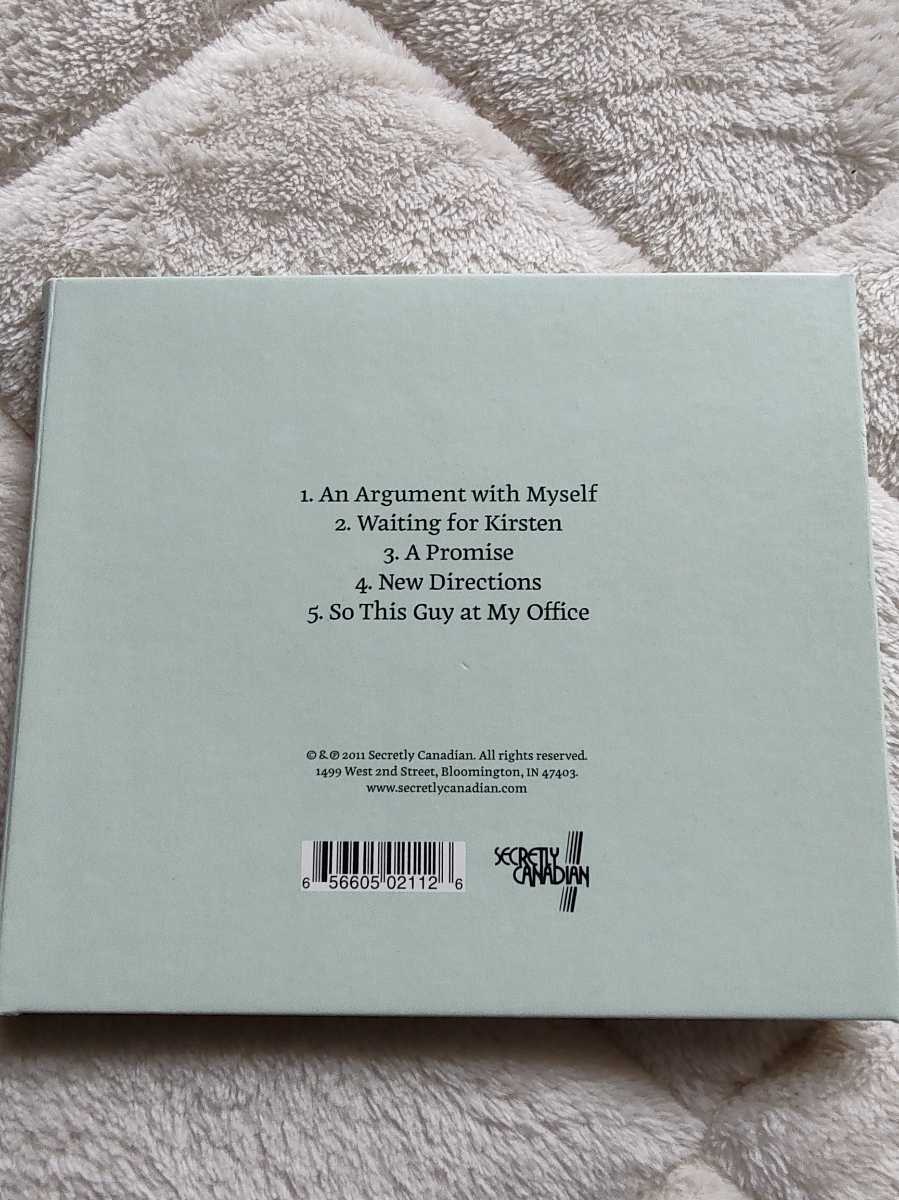 1. An Argument with Myself
2. Waiting for Kirsten
3. A Promise
4. New Directions
5. So This Guy at My Office
© & ℗ 2011 Secretly Canadian. All rights reserved.
1499 West 2nd Street, Bloomington, IN 47403.
www.secretlycanadian.com
6 56605 02112 6
SECRETLY
CANADIAN